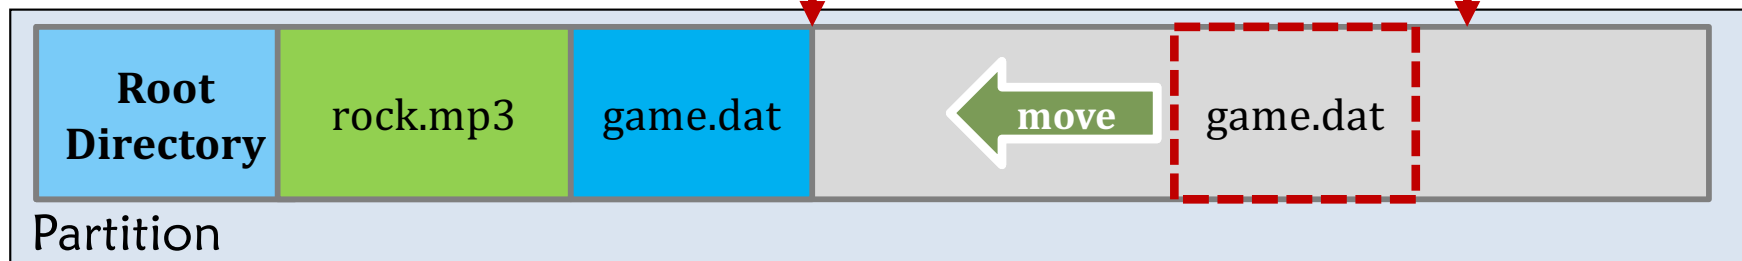 Root
Directory
rock.mp3
game.dat
move
game.dat
Partition